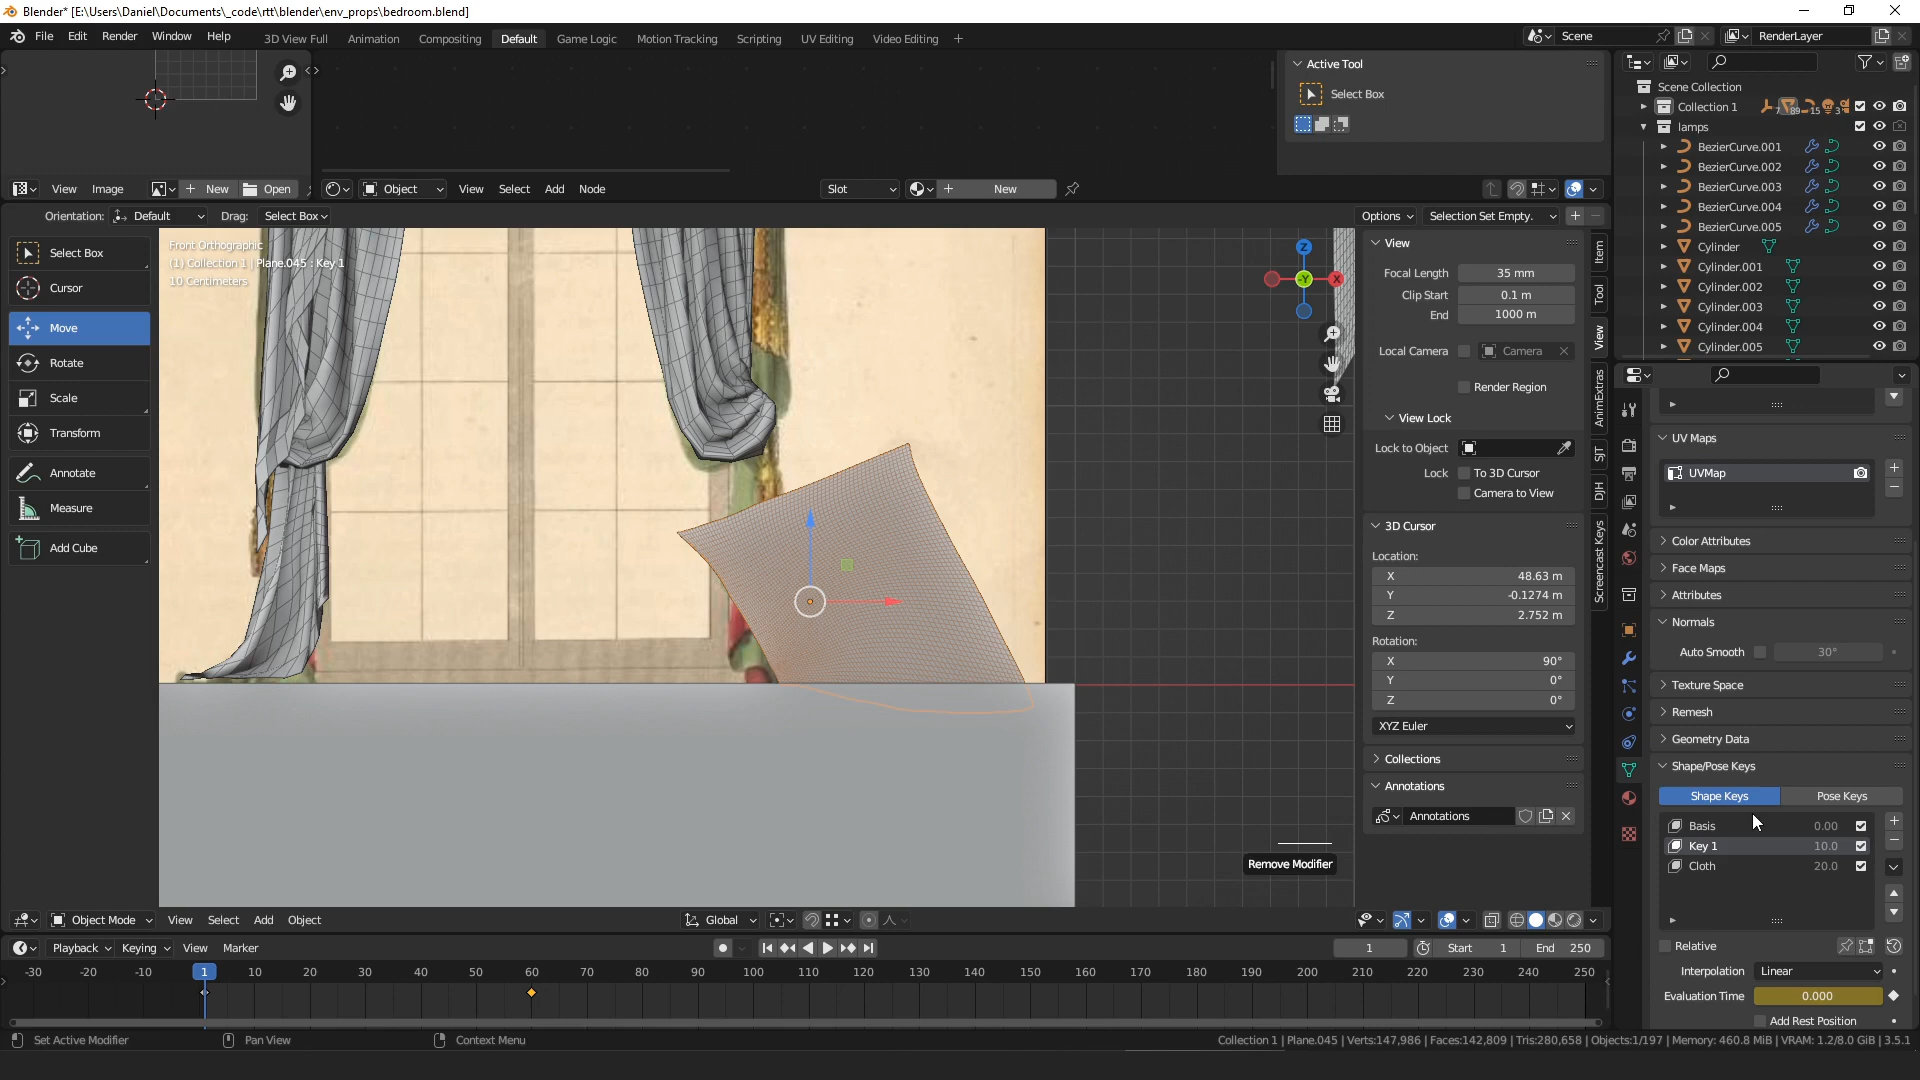 Blender* [E:\Users\Daniel\Documents\_code\rtt\blender\env_props\bedroom.blend]
File Edit Render Window Help
3D View Full Animation Compositing Default Game Logic Motion Tracking Scripting UV Editing Video Editing +
Scene
RenderLayer
Active Tool
Select Box
View Image New Open
Object View Select Add Node
Slot New
Orientation: Default Drag: Select Box
Options Selection Set Empty.
Select Box
Cursor
Move
Rotate
Scale
Transform
Annotate
Measure
Add Cube
Front Orthographic
(1) Collection 1 | Plane.045 : Key 1
10 Centimeters
Z
Y
X
View
Focal Length 35 mm
Clip Start 0.1 m
End 1000 m
Local Camera Camera
Render Region
View Lock
Lock to Object
Lock To 3D Cursor
Camera to View
3D Cursor
Location:
X 48.63 m
Y -0.1274 m
Z 2.752 m
Rotation:
X 90°
Y 0°
Z 0°
XYZ Euler
Collections
Annotations
Annotations
Remove Modifier
Item
Tool
View
AnimExtras
SJT
DJH
Screencast Keys
Scene Collection
Collection 1 7 89 15 3
lamps
BezierCurve.001
BezierCurve.002
BezierCurve.003
BezierCurve.004
BezierCurve.005
Cylinder
Cylinder.001
Cylinder.002
Cylinder.003
Cylinder.004
Cylinder.005
UV Maps
UVMap
Color Attributes
Face Maps
Attributes
Normals
Auto Smooth 30°
Texture Space
Remesh
Geometry Data
Shape/Pose Keys
Shape Keys Pose Keys
Basis 0.00
Key 1 10.0
Cloth 20.0
Relative
Interpolation Linear
Evaluation Time 0.000
Add Rest Position
Object Mode View Select Add Object
Global
Playback Keying View Marker
1 Start 1 End 250
-30 -20 -10 1 10 20 30 40 50 60 70 80 90 100 110 120 130 140 150 160 170 180 190 200 210 220 230 240 250
Set Active Modifier Pan View Context Menu
Collection 1 | Plane.045 | Verts:147,986 | Faces:142,809 | Tris:280,658 | Objects:1/197 | Memory: 460.8 MiB | VRAM: 1.2/8.0 GiB | 3.5.1